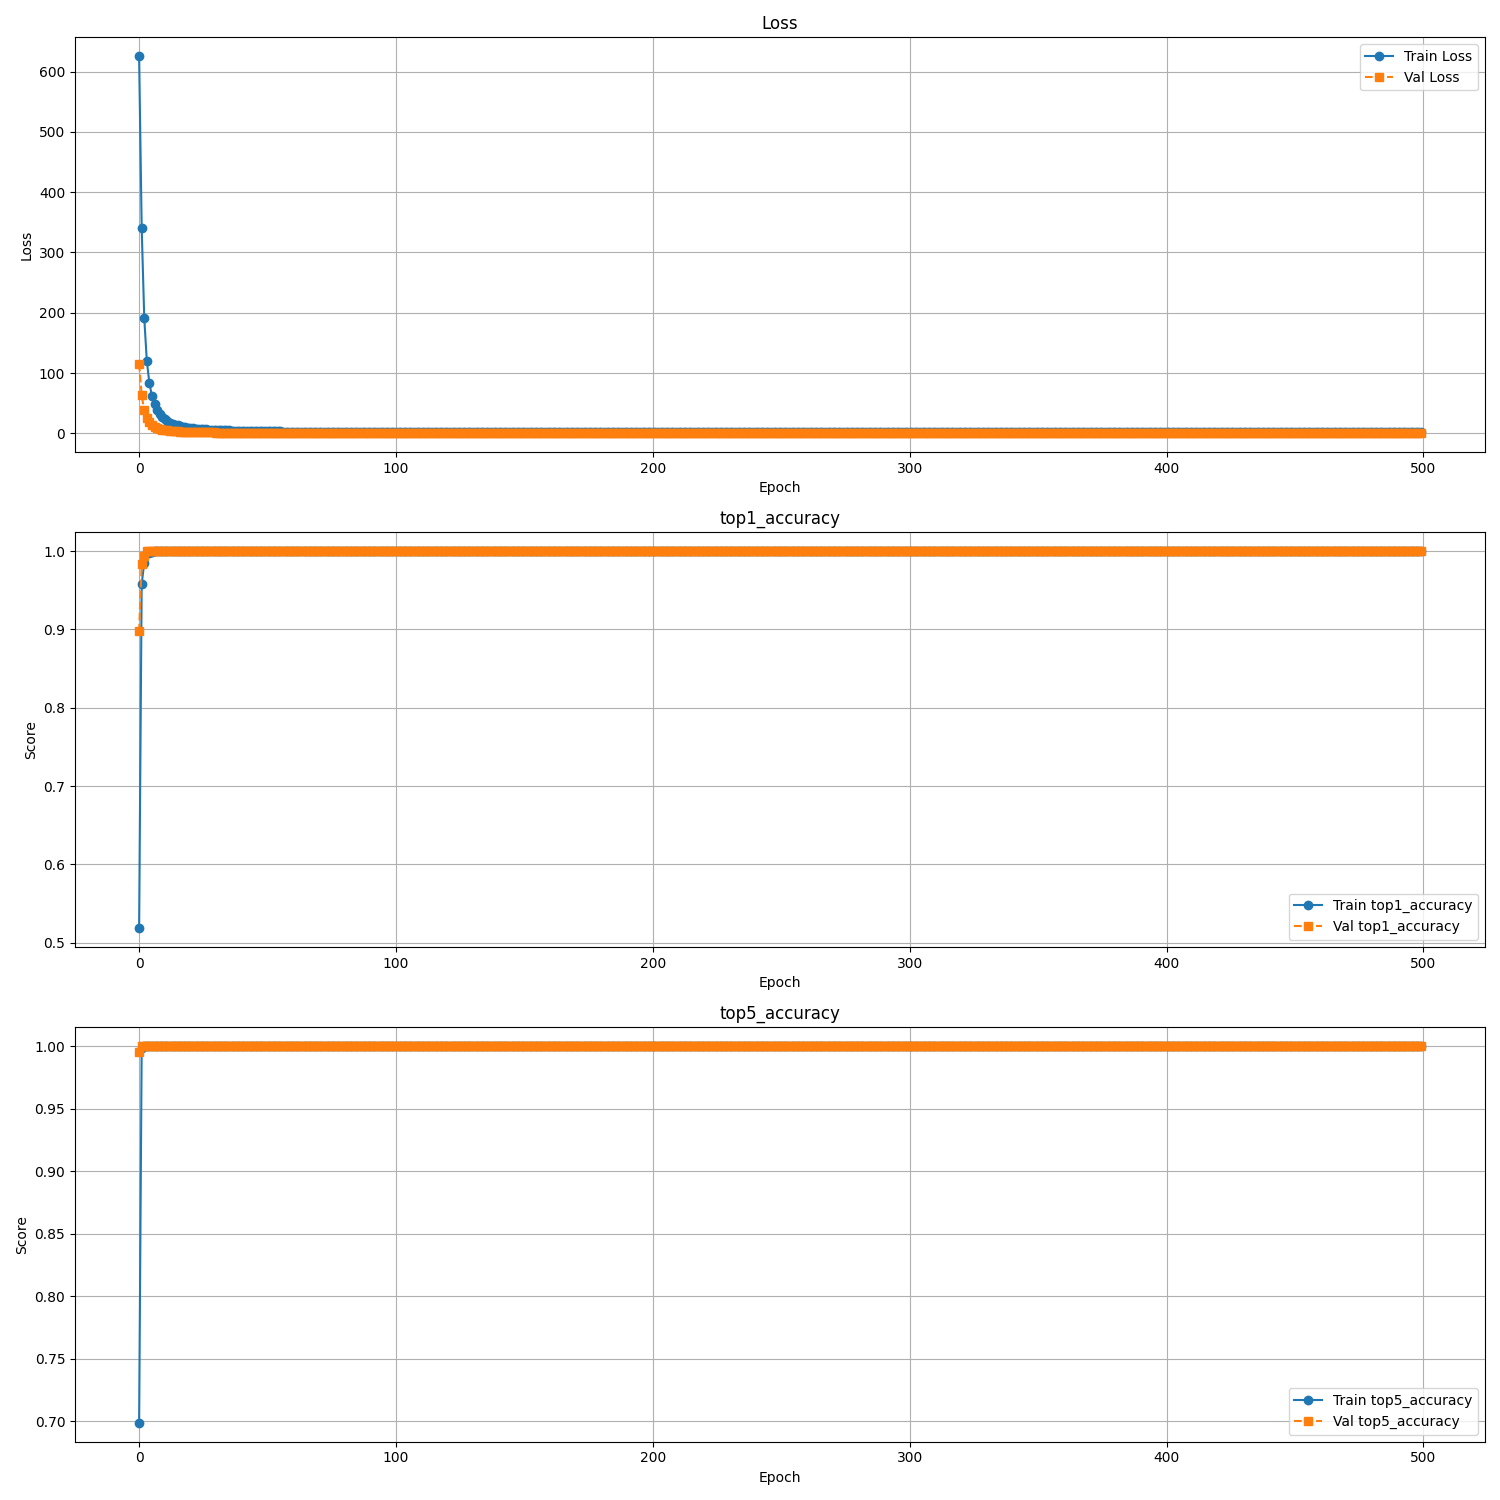 Loss
Train Loss
Val Loss
600
500
400
300
200
100
0
Loss
0 100 200 300 400 500
Epoch
top1_accuracy
1.0
0.9
0.8
0.7
0.6
0.5
Score
Train top1_accuracy
Val top1_accuracy
0 100 200 300 400 500
Epoch
top5_accuracy
1.00
0.95
0.90
0.85
0.80
0.75
0.70
Score
Train top5_accuracy
Val top5_accuracy
0 100 200 300 400 500
Epoch